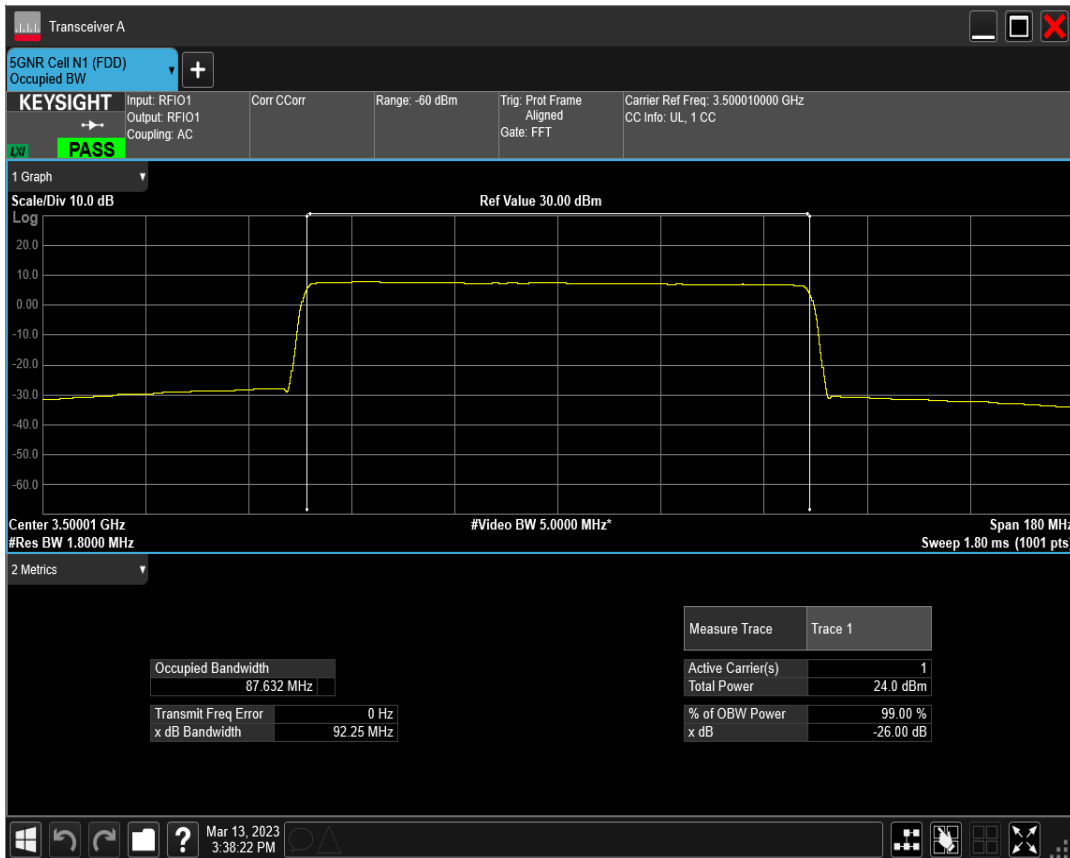 Transceiver A
5GNR Cell N1 (FDD)
Occupied BW
+
KEYSIGHT
LXI
PASS
Input: RFIO1
Output: RFIO1
Coupling: AC
Corr CCorr
Range: -60 dBm
Trig: Prot Frame
Aligned
Gate: FFT
Carrier Ref Freq: 3.500010000 GHz
CC Info: UL, 1 CC
1 Graph
Scale/Div 10.0 dB
Ref Value 30.00 dBm
Log
20.0
10.0
0.00
-10.0
-20.0
-30.0
-40.0
-50.0
-60.0
Center 3.50001 GHz
#Video BW 5.0000 MHz*
Span 180 MHz
#Res BW 1.8000 MHz
Sweep 1.80 ms (1001 pts)
2 Metrics
Measure Trace Trace 1
Occupied Bandwidth
87.632 MHz
Active Carrier(s) 1
Total Power 24.0 dBm
Transmit Freq Error 0 Hz
x dB Bandwidth 92.25 MHz
% of OBW Power 99.00 %
x dB -26.00 dB
?
Mar 13, 2023
3:38:22 PM